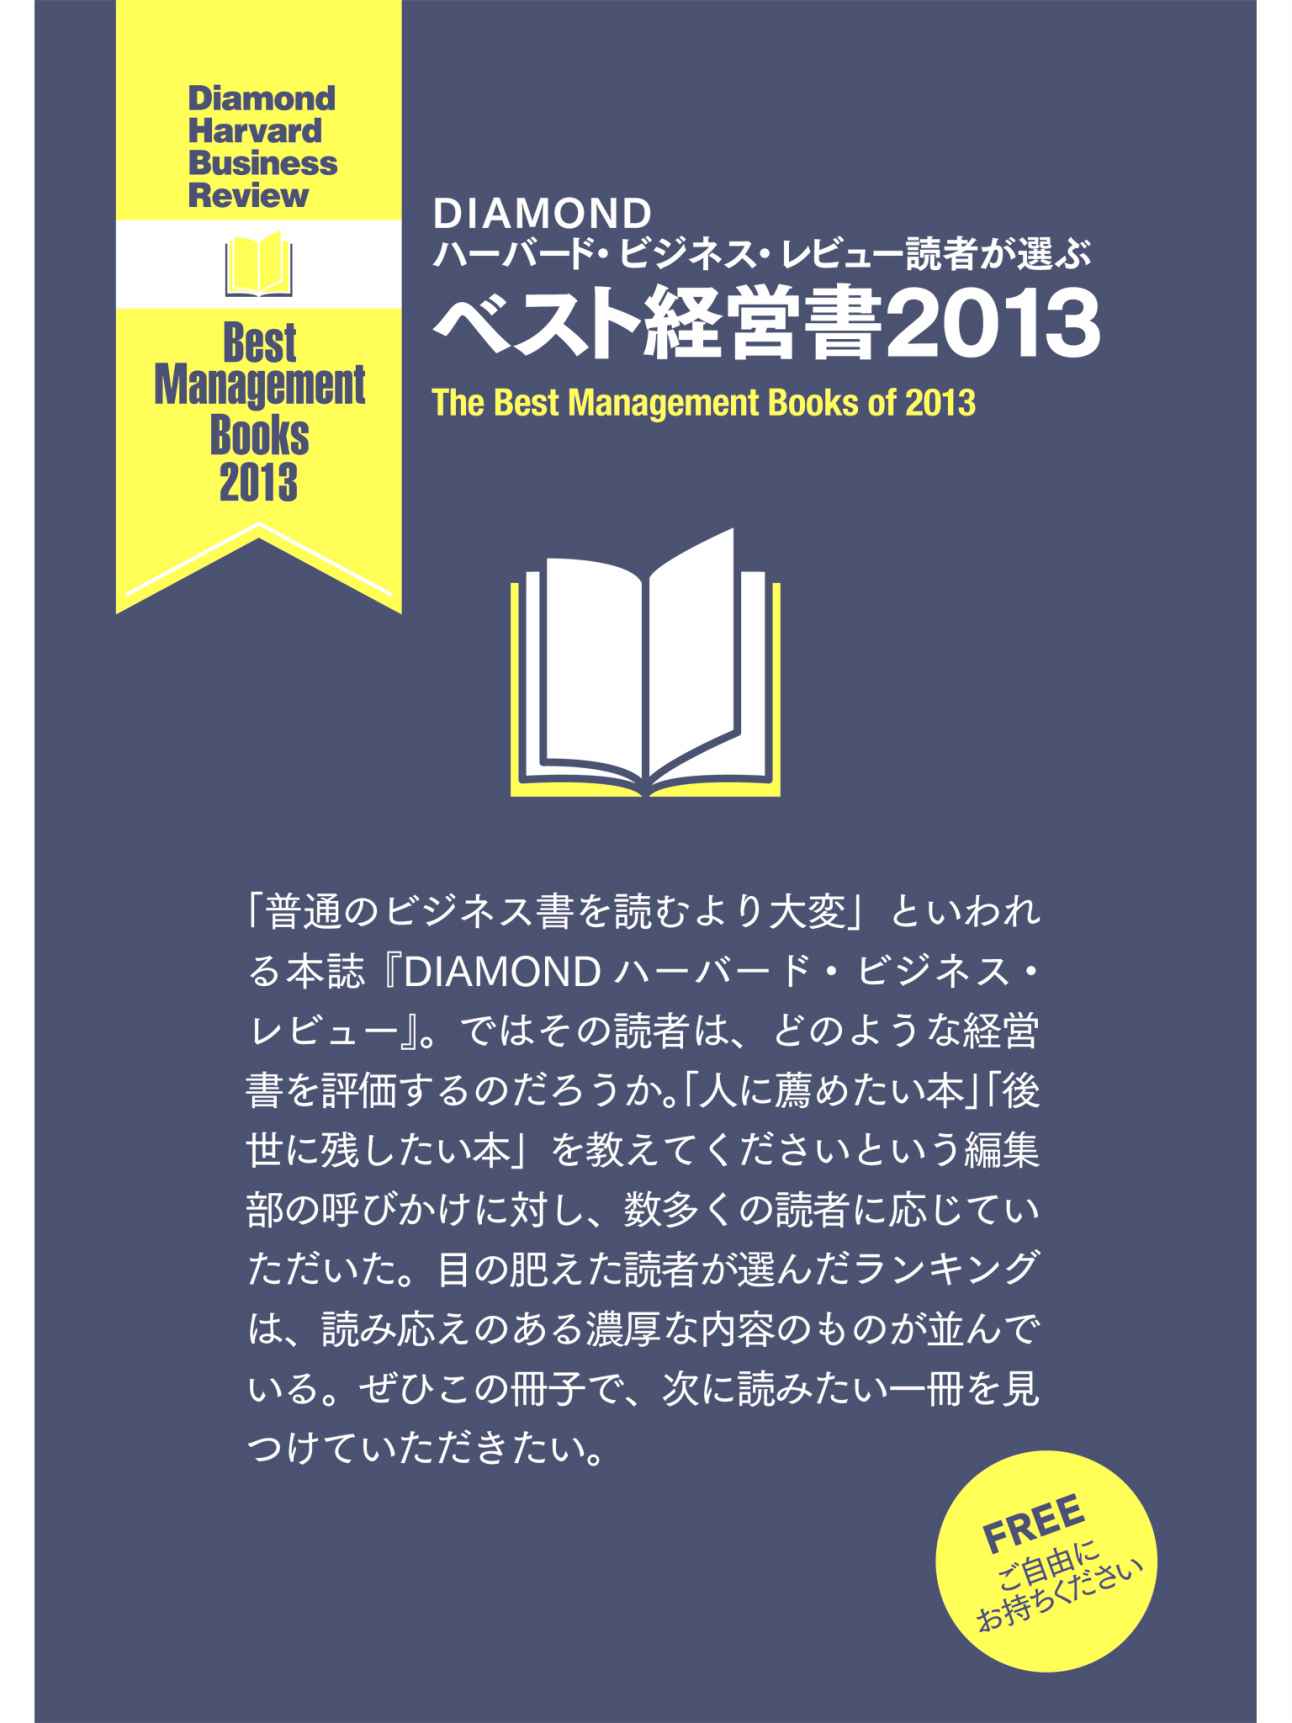 Diamond
Harvard
Business
Review
Best
Management
Books
2013
DIAMOND
ハーバード・ビジネス・レビュー読者が選ぶ
ベスト経営書2013
The Best Management Books of 2013
「普通のビジネス書を読むより大変」といわれ
る本誌『DIAMOND ハーバード・ビジネス・
レビュー』。ではその読者は、どのような経営
書を評価するのだろうか。「人に薦めたい本」「後
世に残したい本」を教えてくださいという編集
部の呼びかけに対し、数多くの読者に応じてい
ただいた。目の肥えた読者が選んだランキング
は、読み応えのある濃厚な内容のものが並んで
いる。ぜひこの冊子で、次に読みたい一冊を見
つけていただきたい。
FREE
ご自由に
お持ちください